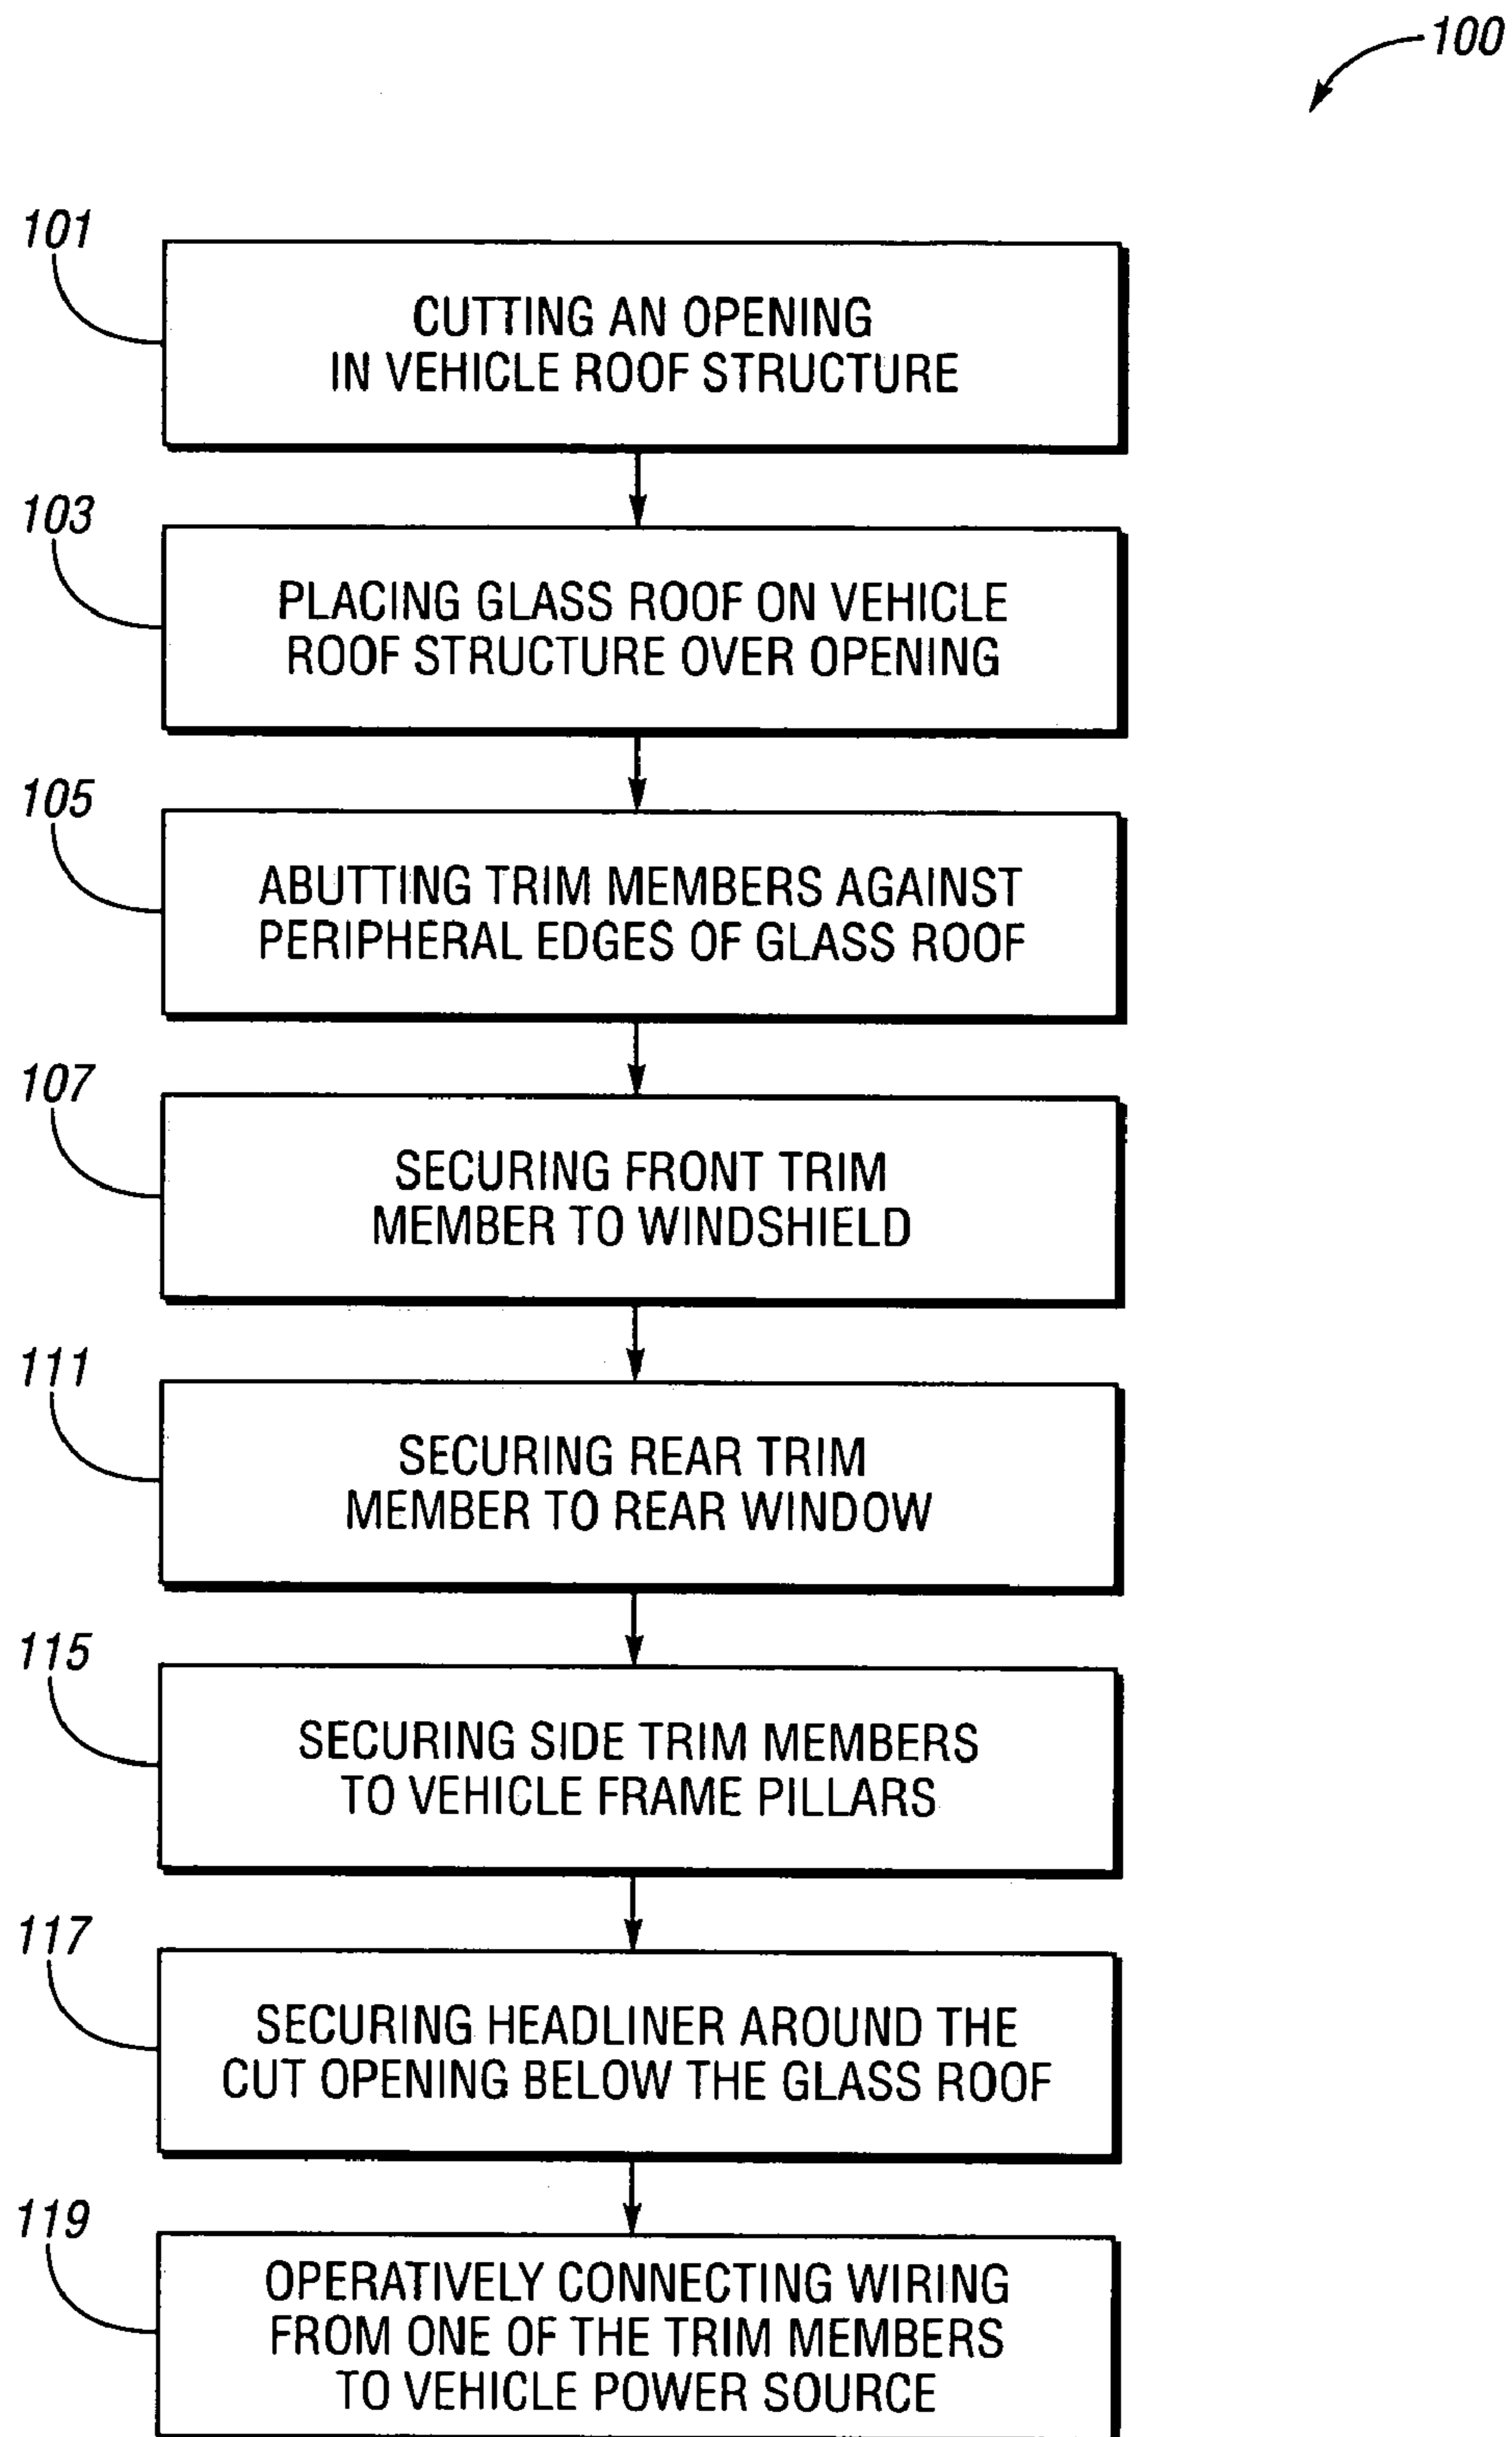 100
101
CUTTING AN OPENING
IN VEHICLE ROOF STRUCTURE
103
PLACING GLASS ROOF ON VEHICLE
ROOF STRUCTURE OVER OPENING
105
ABUTTING TRIM MEMBERS AGAINST
PERIPHERAL EDGES OF GLASS ROOF
107
SECURING FRONT TRIM
MEMBER TO WINDSHIELD
111
SECURING REAR TRIM
MEMBER TO REAR WINDOW
115
SECURING SIDE TRIM MEMBERS
TO VEHICLE FRAME PILLARS
117
SECURING HEADLINER AROUND THE
CUT OPENING BELOW THE GLASS ROOF
119
OPERATIVELY CONNECTING WIRING
FROM ONE OF THE TRIM MEMBERS
TO VEHICLE POWER SOURCE